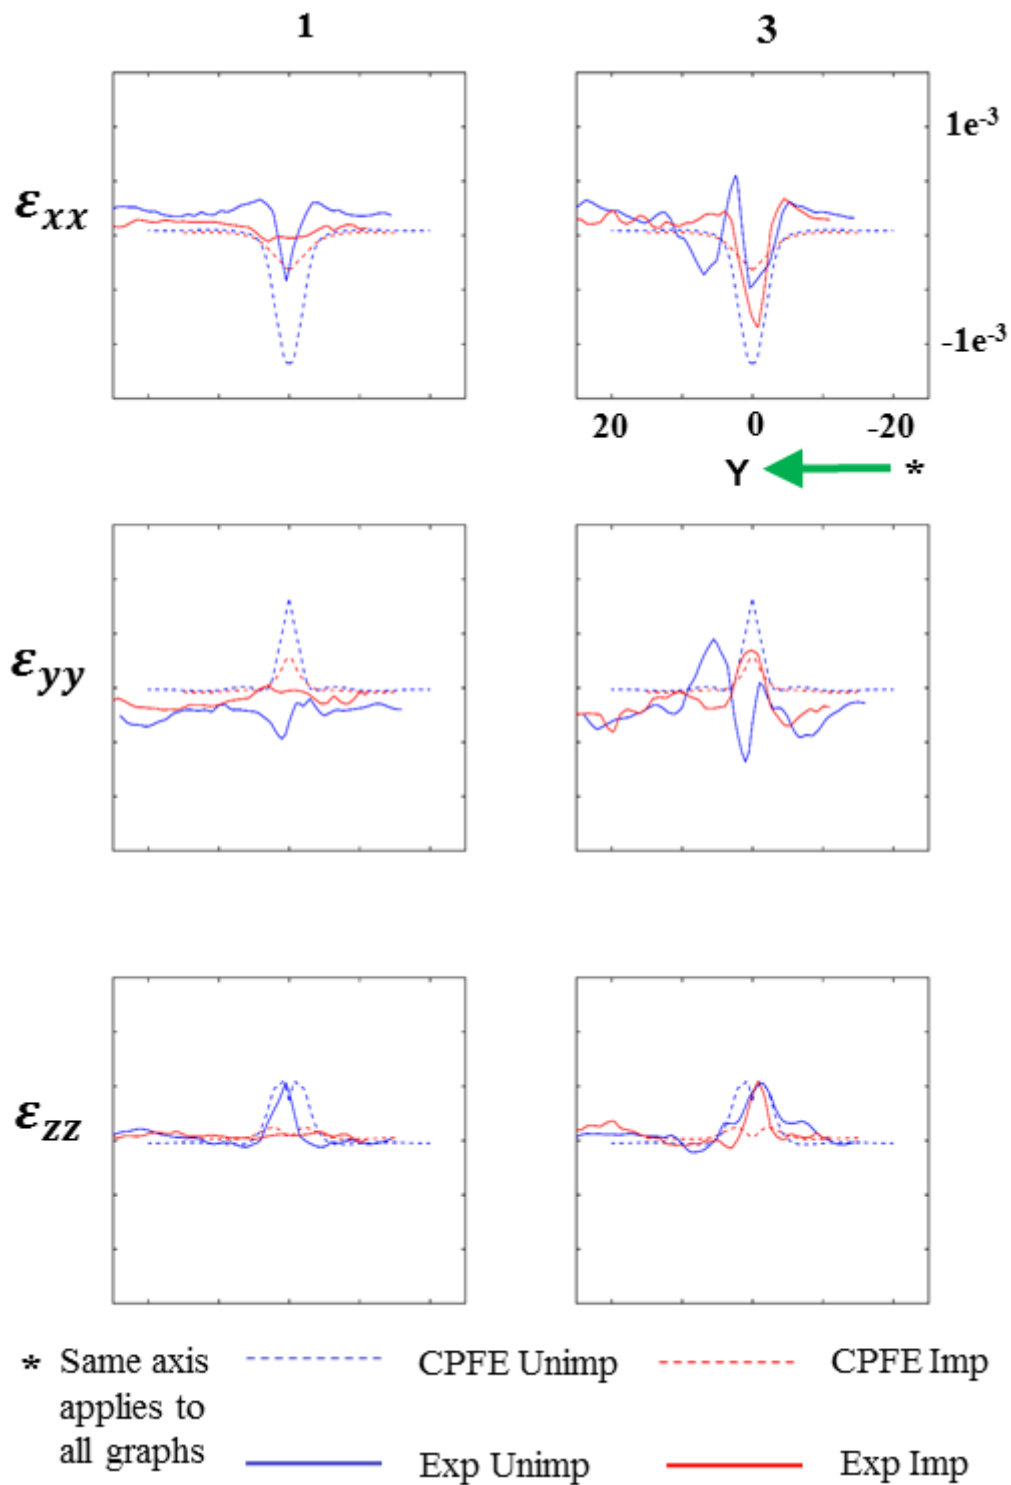 1 3
1e-3
εxx
-1e-3
20 0 -20
Y *
εyy
εzz
* Same axis applies to all graphs
CPFE Unimp CPFE Imp
Exp Unimp Exp Imp